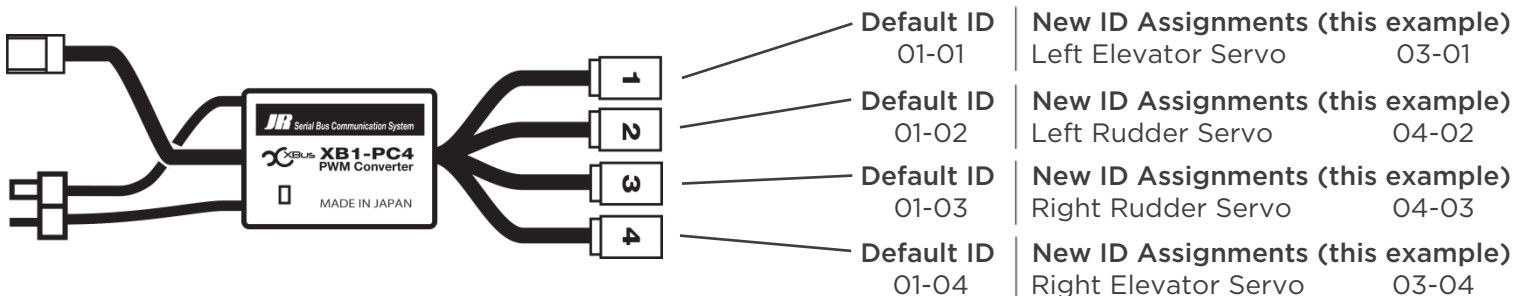 Default ID
New ID Assignments (this example)
01-01
Left Elevator Servo 03-01
Default ID
New ID Assignments (this example)
01-02
Left Rudder Servo 04-02
Default ID
New ID Assignments (this example)
01-03
Right Rudder Servo 04-03
Default ID
New ID Assignments (this example)
01-04
Right Elevator Servo 03-04
JR Serial Bus Communication System
XBus XB1-PC4
PWM Converter
MADE IN JAPAN
1
2
3
4